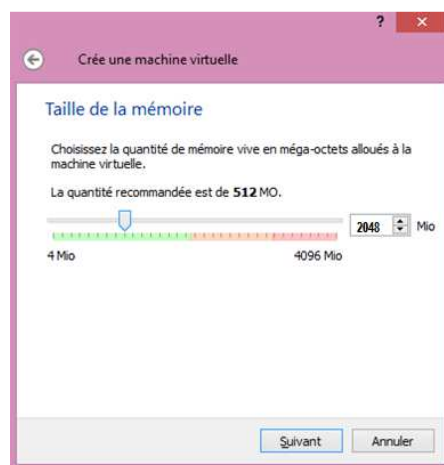 ?
Crée une machine virtuelle
Taille de la mémoire
Choisissez la quantité de mémoire vive en méga-octets alloués à la
machine virtuelle.
La quantité recommandée est de 512 MO.
2048 Mio
4 Mio 4096 Mio
Suivant Annuler